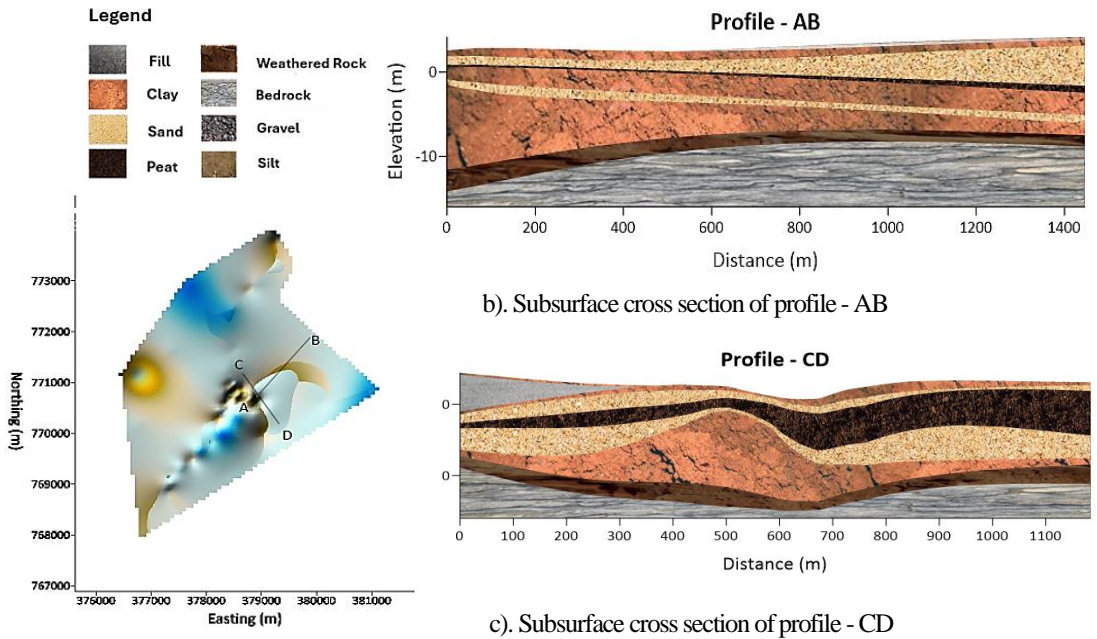 Legend
Fill
Weathered Rock
Clay
Bedrock
Sand
Gravel
Peat
Silt
Profile - AB
Elevation (m)
0
-10
0 200 400 600 800 1000 1200 1400
Distance (m)
b). Subsurface cross section of profile - AB
773000
772000
771000
770000
769000
768000
767000
Northing (m)
B
C
A
D
376000 377000 378000 379000 380000 381000
Easting (m)
Profile - CD
0
0
0 100 200 300 400 500 600 700 800 900 1000 1100
Distance (m)
c). Subsurface cross section of profile - CD